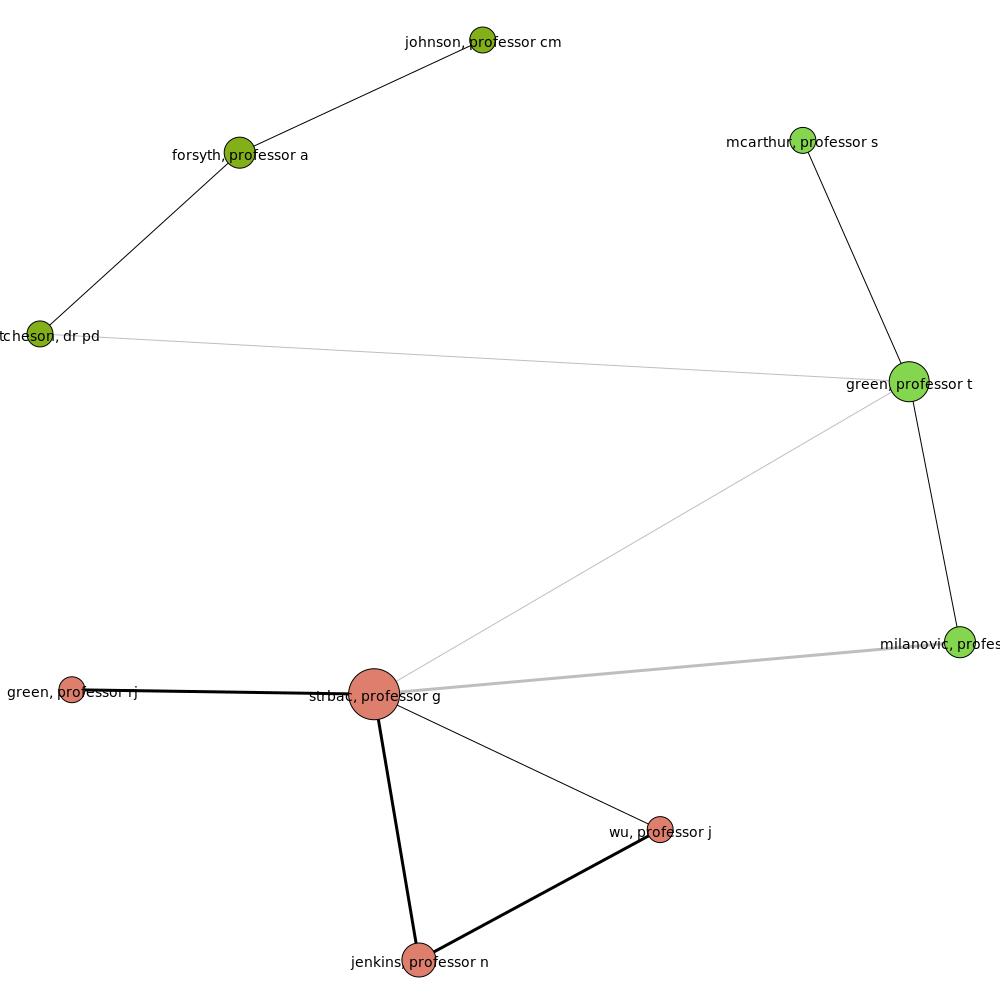 johnson, professor cm
mcarthur, professor s
forsyth, professor a
tcheson, dr pd
green, professor t
milanovic, profes
green, professor rj
strbac, professor g
wu, professor j
jenkins, professor n